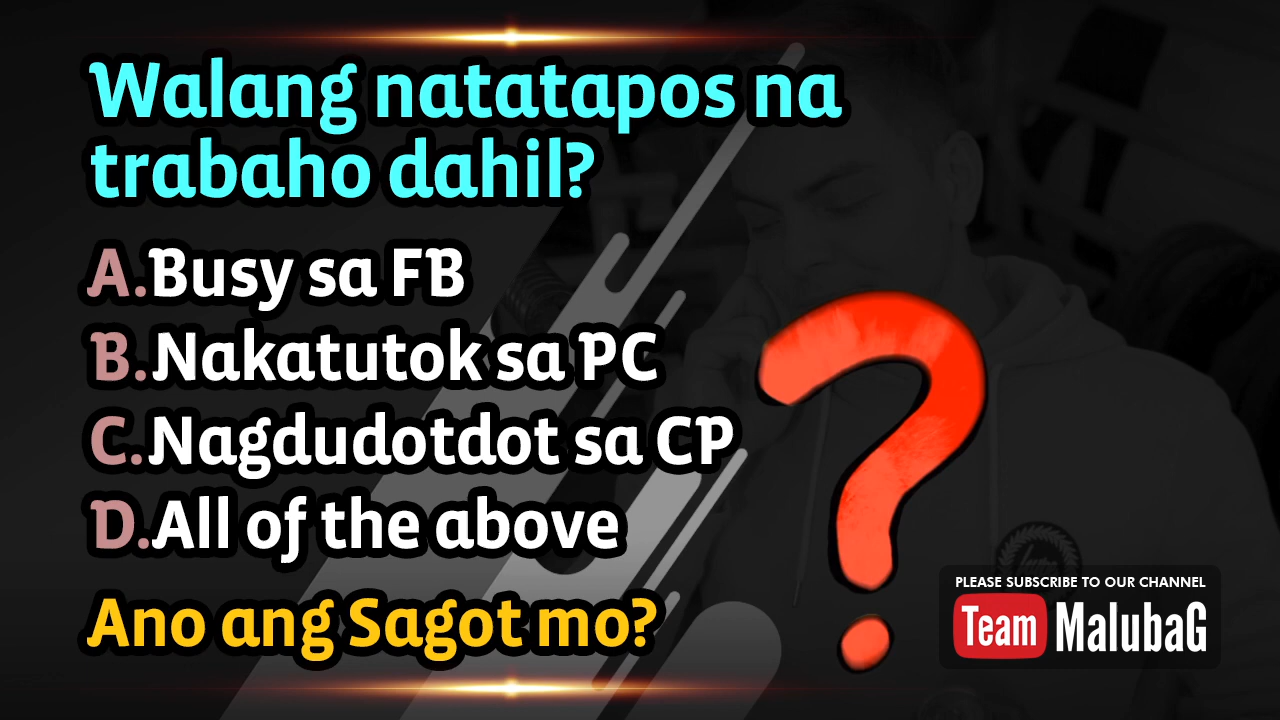 Walang natatapos na
trabaho dahil?
A.Busy sa FB
B.Nakatutok sa PC
C.Nagdudotdot sa CP
D.All of the above
Ano ang Sagot mo?
?
PLEASE SUBSCRIBE TO OUR CHANNEL
Team MalubaG